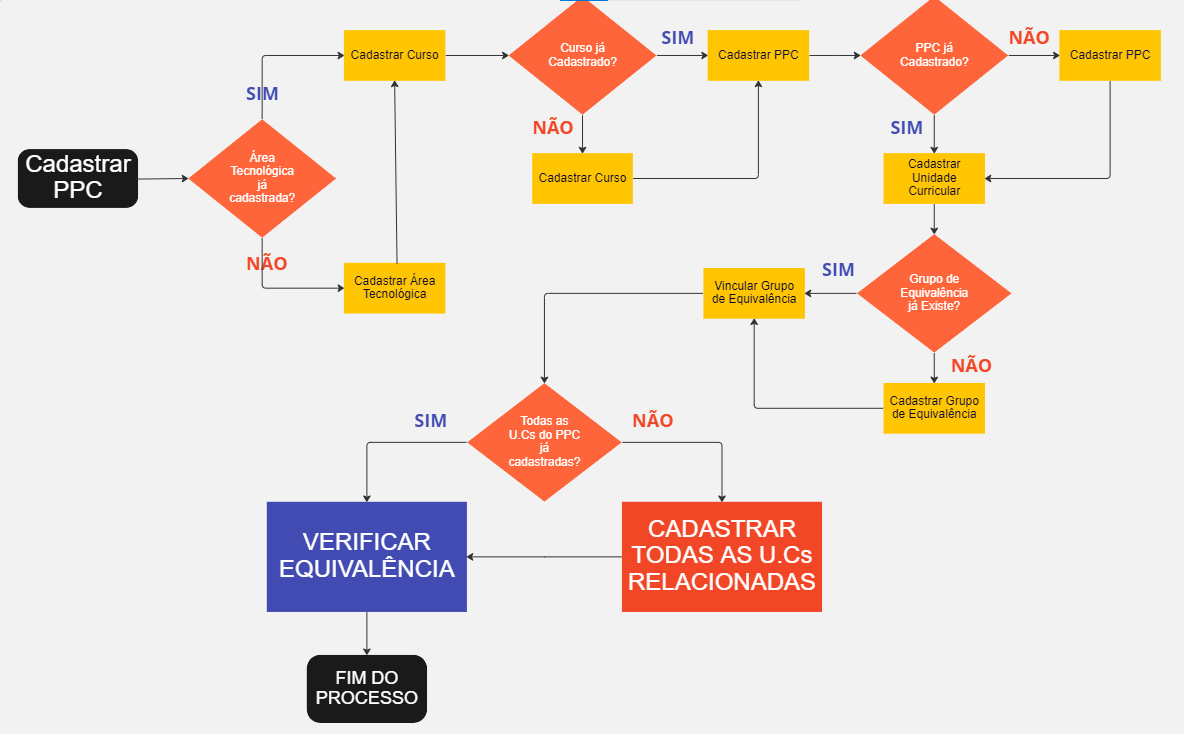 Cadastrar
PPC
Área
Tecnológica
já
cadastrada?
SIM
NÃO
Cadastrar Curso
Cadastrar Área
Tecnológica
Curso já
Cadastrado?
SIM
NÃO
Cadastrar Curso
Cadastrar PPC
PPC já
Cadastrado?
NÃO
Cadastrar PPC
SIM
Cadastrar
Unidade
Curricular
Grupo de
Equivalência
já Existe?
SIM
Vincular Grupo
de Equivalência
NÃO
Cadastrar Grupo
de Equivalência
Todas as
U.Cs do PPC
já
cadastradas?
SIM
NÃO
VERIFICAR
EQUIVALÊNCIA
CADASTRAR
TODAS AS U.Cs
RELACIONADAS
FIM DO
PROCESSO